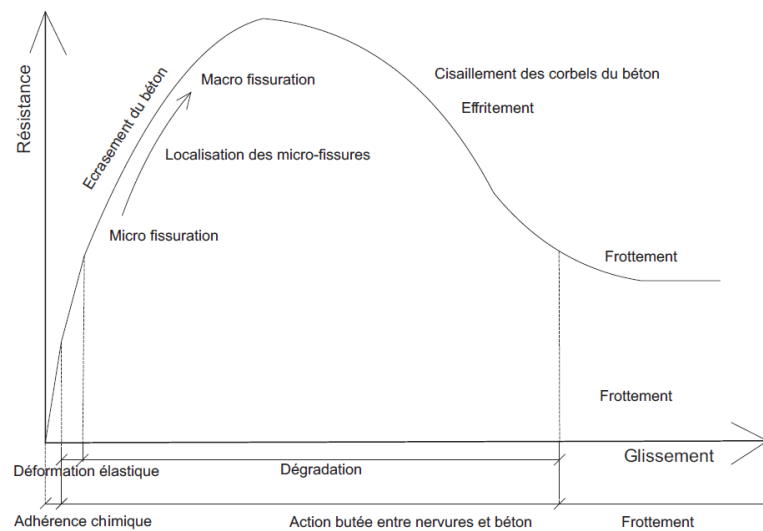 Résistance
Ecrasement du béton
Macro fissuration
Localisation des micro-fissures
Micro fissuration
Cisaillement des corbels du béton
Effritement
Frottement
Frottement
Glissement
Déformation élastique
Dégradation
Adhérence chimique
Action butée entre nervures et béton
Frottement